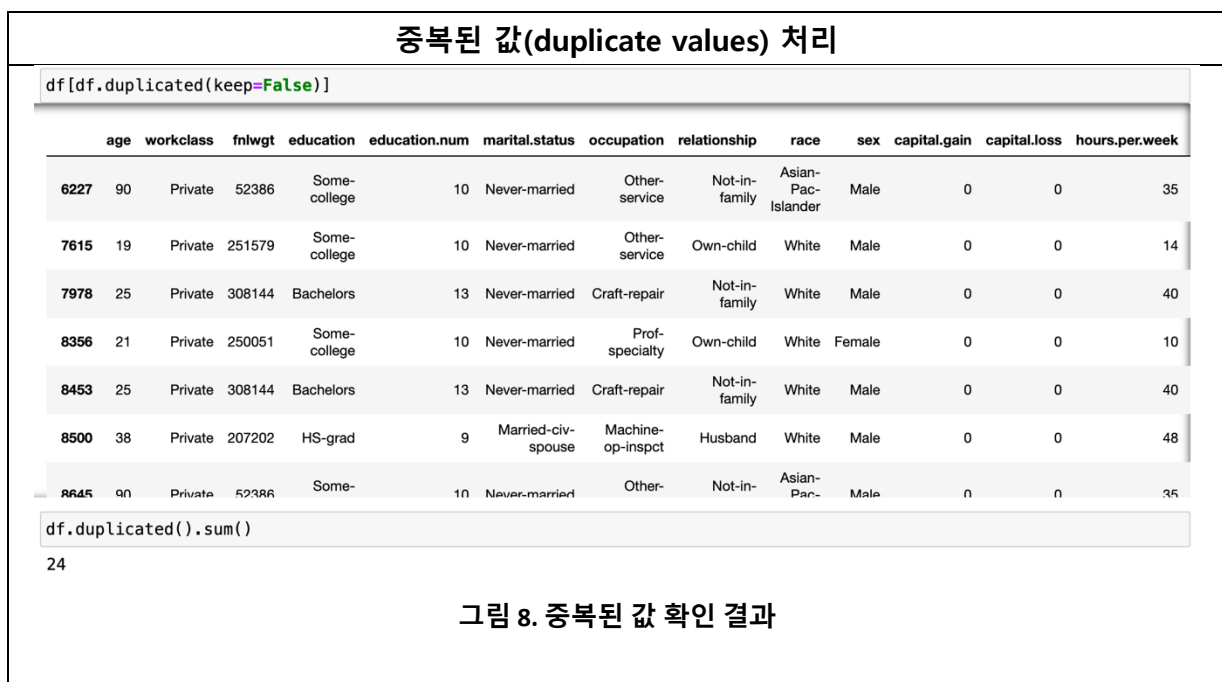 중복된 값(duplicate values) 처리
df[df.duplicated(keep=False)]
age workclass fnlwgt education education.num marital.status occupation relationship race sex capital.gain capital.loss hours.per.week
6227 90 Private 52386 Some-college 10 Never-married Other-service Not-in-family Asian-Pac-Islander Male 0 0 35
7615 19 Private 251579 Some-college 10 Never-married Other-service Own-child White Male 0 0 14
7978 25 Private 308144 Bachelors 13 Never-married Craft-repair Not-in-family White Male 0 0 40
8356 21 Private 250051 Some-college 10 Never-married Prof-specialty Own-child White Female 0 0 10
8453 25 Private 308144 Bachelors 13 Never-married Craft-repair Not-in-family White Male 0 0 40
8500 38 Private 207202 HS-grad 9 Married-civ-spouse Machine-op-inspct Husband White Male 0 0 48
8645 90 Private 52386 Some- 10 Never-married Other- Not-in- Asian-Pac- Male 0 0 35
df.duplicated().sum()
24
그림 8. 중복된 값 확인 결과